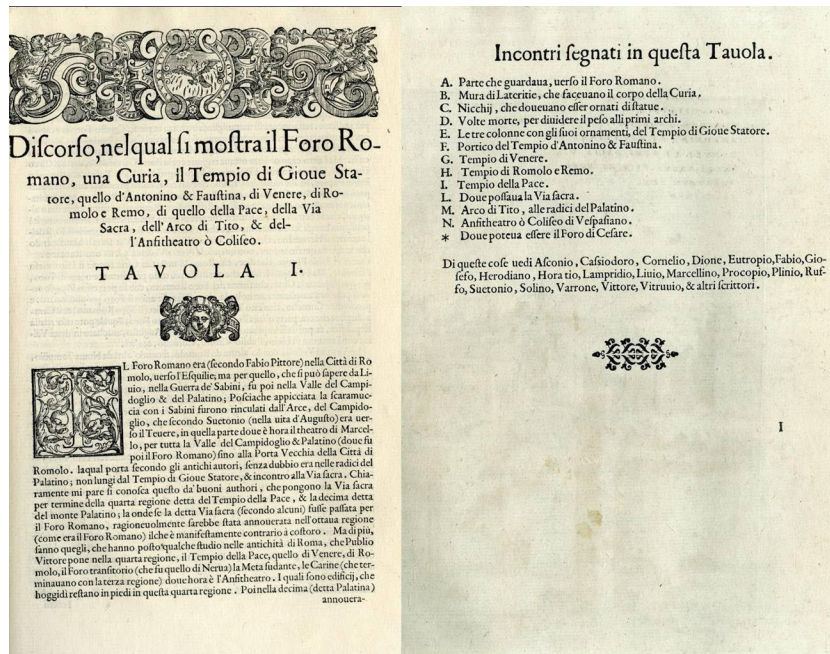 Diſcorſo, nel qual ſi moſtra il Foro Ro-
mano, una Curia, il Tempio di Gioue Sta-
tore, quello d'Antonino & Fauſtina, di Venere, di Ro-
molo e Remo, di quello della Pace, della Via
Sacra, dell'Arco di Tito, & del-
l'Anfitheatro ò Coliſeo.
TAVOLA I.
IL Foro Romano era (ſecondo Fabio Pittore) nella Città di Ro
molo, uerſo l'Eſquilie; ma per quello, che ſi può ſapere da Li-
uio, nella Guerra de' Sabini, fu poi nella Valle del Campi-
doglio & del Palatino; Poſciache appicciata la ſcaramuc-
cia con i Sabini furono rinculati dall'Arce, del Campido-
glio, che ſecondo Suetonio (nella uita d'Auguſto) era uer-
ſo il Teuere, in quella parte doue è hora il theatro di Marcel-
lo, per tutta la Valle del Campidoglio & Palatino (doue fu
poi il Foro Romano) ſino alla Porta Vecchia della Città di
Romolo. laqual porta ſecondo gli antichi autori, ſenza dubbio era nelle radici del
Palatino; non lungi dal Tempio di Gioue Statore, & incontro alla Via ſacra. Chia-
ramente mi pare ſi conoſca queſto da' buoni authori, che pongono la Via ſacra
per termine della quarta regione detta del Tempio della Pace, & la decima detta
del monte Palatino; la onde ſe la detta Via ſacra (ſecondo alcuni) fuſſe paſſata per
il Foro Romano, ragioneuolmente ſarebbe ſtata annouerata nell'ottaua regione
(come era il Foro Romano) ilche è manifeſtamente contrario a coſtoro. Ma di più,
ſanno quegli, che hanno poſto qualche ſtudio nelle antichità di Roma, che Publio
Vittore pone nella quarta regione, il Tempio della Pace, quello di Venere, di Ro-
molo, il Foro tranſitorio (che fu quello di Nerua) la Meta ſudante, le Carine (che ter-
minauano con la terza regione) doue hora è l'Anfitheatro. I quali ſono edificij, che
hoggidì reſtano in piedi in queſta quarta regione. Poi nella decima (detta Palatina)
annouera-
Incontri ſegnati in queſta Tauola.
A. Parte che guardaua, uerſo il Foro Romano.
B. Mura di Lateritie, che faceuano il corpo della Curia.
C. Nicchij, che doueuano eſſer ornati di ſtatue.
D. Volte morte, per diuidere il peſo alli primi archi.
E. Le tre colonne con gli ſuoi ornamenti, del Tempio di Gioue Statore.
F. Portico del Tempio d'Antonino & Fauſtina.
G. Tempio di Venere.
H. Tempio di Romolo e Remo.
I. Tempio della Pace.
L. Doue poſſaua la Via ſacra.
M. Arco di Tito, alle radici del Palatino.
N. Anfitheatro ò Coliſeo di Veſpaſiano.
* Doue poteua eſſere il Foro di Ceſare.
Di queſte coſe uedi Aſconio, Caſsiodoro, Cornelio, Dione, Eutropio, Fabio, Gio-
ſefo, Herodiano, Horatio, Lampridio, Liuio, Marcellino, Procopio, Plinio, Ruf-
fo, Suetonio, Solino, Varrone, Vittore, Vitruuio, & altri ſcrittori.
I